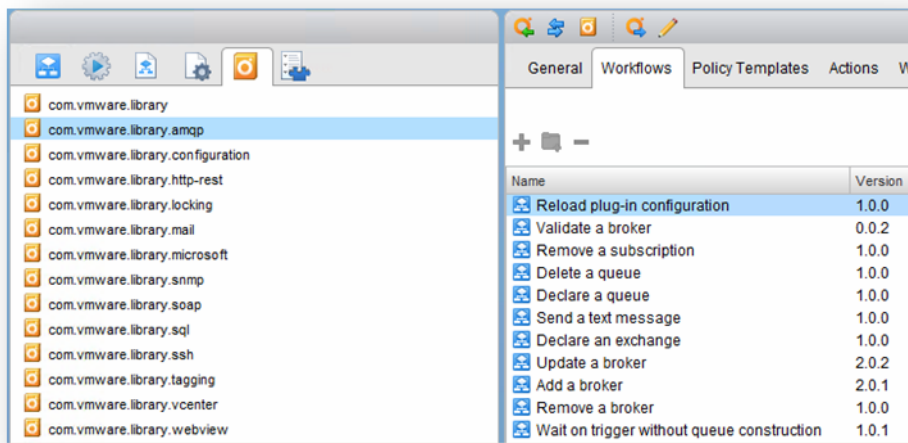 com.vmware.library
com.vmware.library.amqp
com.vmware.library.configuration
com.vmware.library.http-rest
com.vmware.library.locking
com.vmware.library.mail
com.vmware.library.microsoft
com.vmware.library.snmp
com.vmware.library.soap
com.vmware.library.sql
com.vmware.library.ssh
com.vmware.library.tagging
com.vmware.library.vcenter
com.vmware.library.webview
General Workflows Policy Templates Actions W
Name Version
Reload plug-in configuration 1.0.0
Validate a broker 0.0.2
Remove a subscription 1.0.0
Delete a queue 1.0.0
Declare a queue 1.0.0
Send a text message 1.0.0
Declare an exchange 1.0.0
Update a broker 2.0.2
Add a broker 2.0.1
Remove a broker 1.0.0
Wait on trigger without queue construction 1.0.1